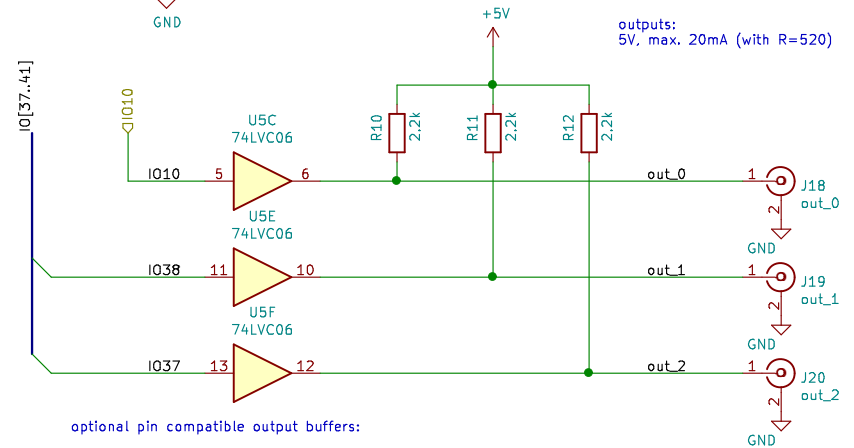 GND
+5V
outputs:
5V, max. 20mA (with R=520)
IO[37..41]
IO10
U5C
74LVC06
R10
2.2k
R11
2.2k
R12
2.2k
IO10
5
6
out_0
1
2
J18
out_0
GND
U5E
74LVC06
IO38
11
10
out_1
1
2
J19
out_1
GND
U5F
74LVC06
IO37
13
12
out_2
1
2
J20
out_2
GND
optional pin compatible output buffers: